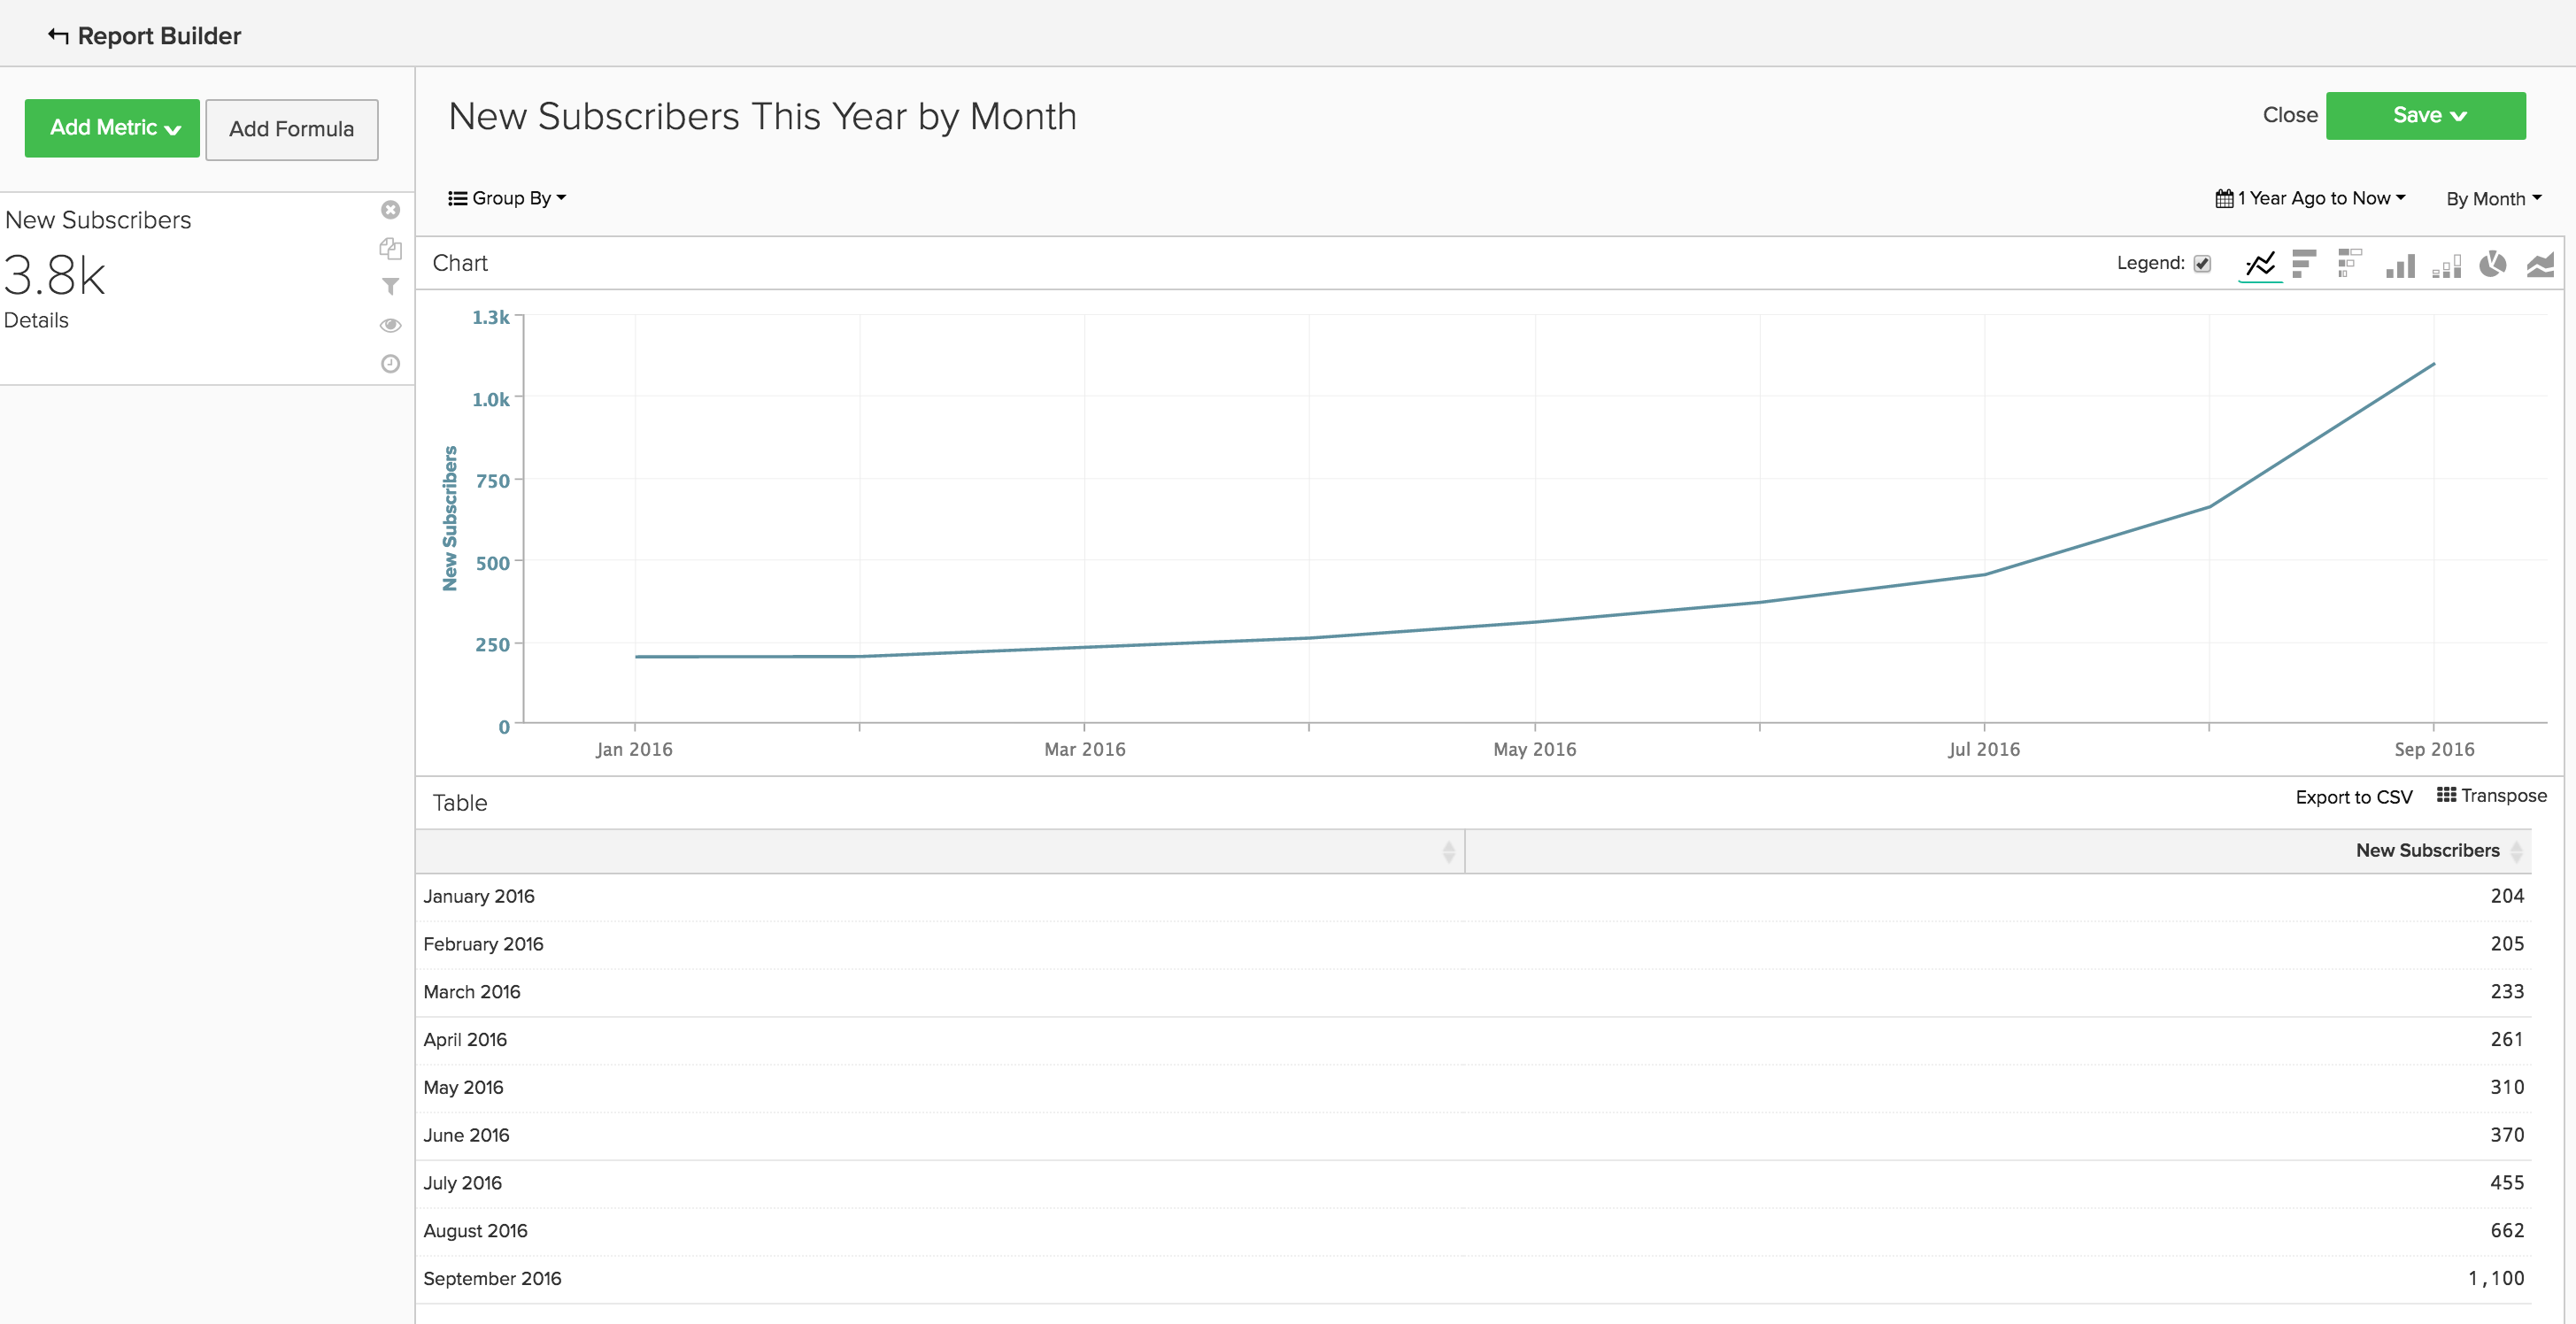 Report Builder
Add Metric
Add Formula
New Subscribers This Year by Month
Close
Save
New Subscribers
3.8k
Details
Group By
1 Year Ago to Now
By Month
Chart
Legend:
1.3k
1.0k
750
500
250
0
New Subscribers
Jan 2016
Mar 2016
May 2016
Jul 2016
Sep 2016
Table
Export to CSV
Transpose
New Subscribers
January 2016 204
February 2016 205
March 2016 233
April 2016 261
May 2016 310
June 2016 370
July 2016 455
August 2016 662
September 2016 1,100